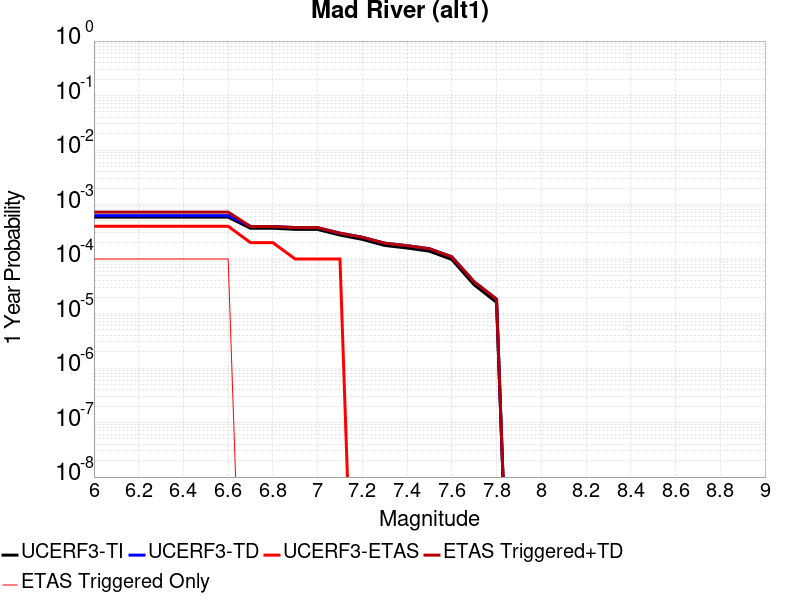 Mad River (alt1)
10^0
10^-1
10^-2
10^-3
10^-4
10^-5
10^-6
10^-7
10^-8
1 Year Probability
6 6.2 6.4 6.6 6.8 7 7.2 7.4 7.6 7.8 8 8.2 8.4 8.6 8.8 9
Magnitude
UCERF3-TI UCERF3-TD UCERF3-ETAS ETAS Triggered+TD
ETAS Triggered Only